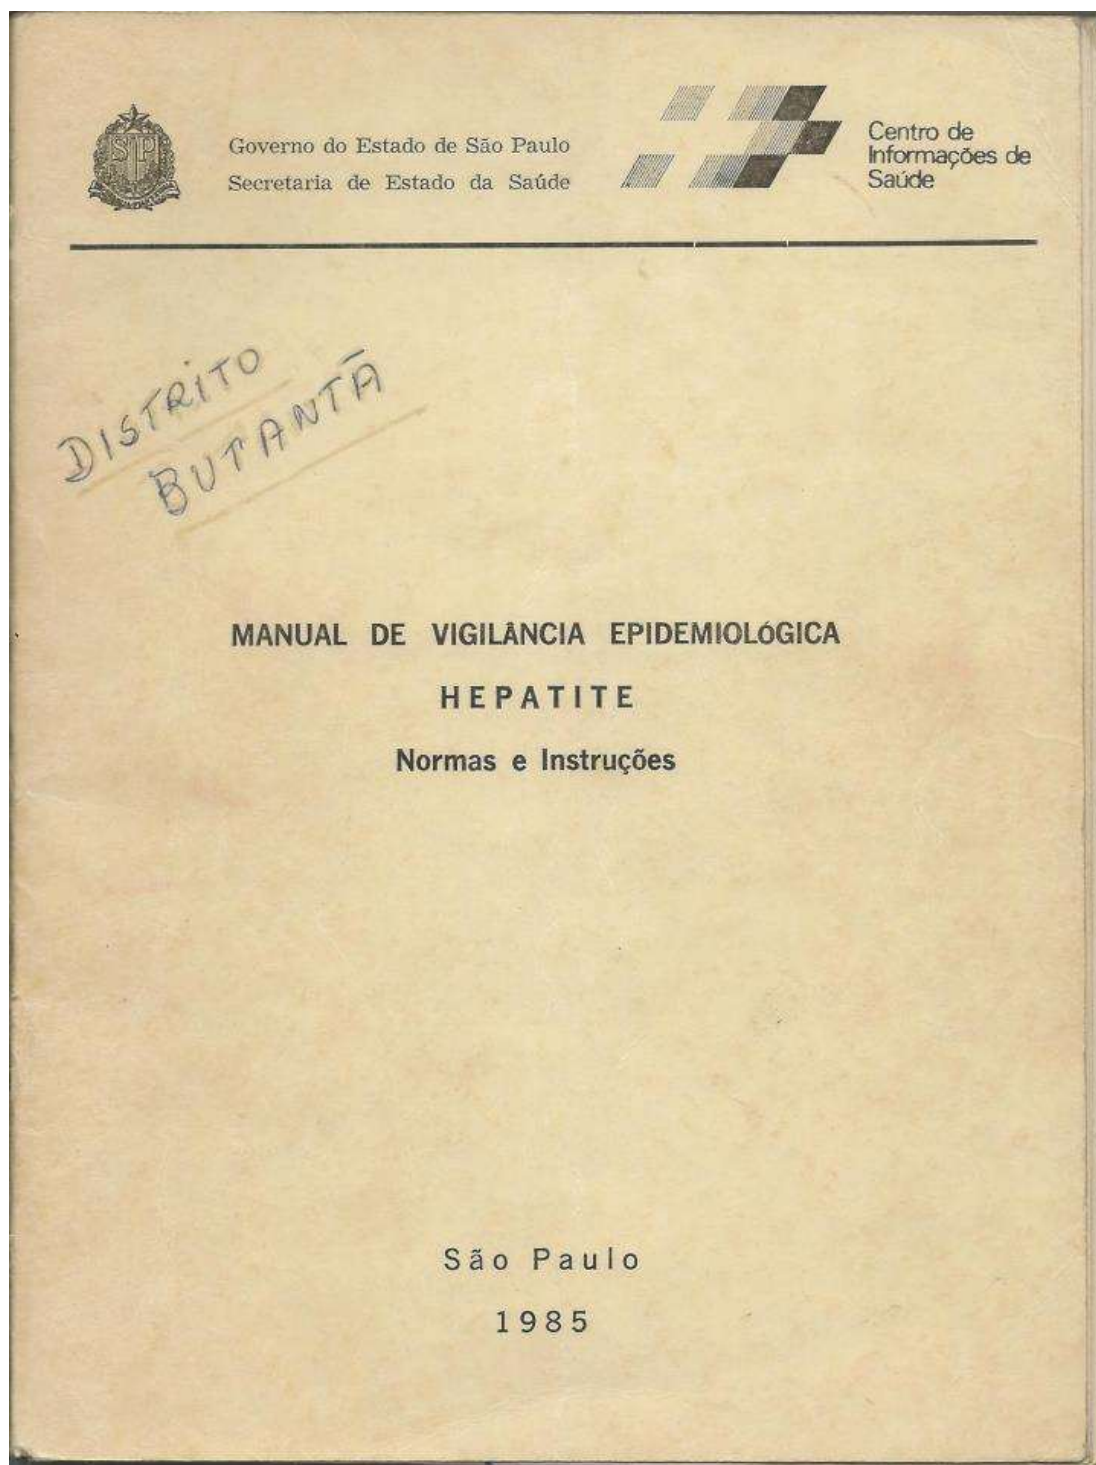 SP
Governo do Estado de São Paulo
Secretaria de Estado da Saúde
Centro de
Informações de
Saúde
DISTRITO
BUTANTÃ
MANUAL DE VIGILÂNCIA EPIDEMIOLÓGICA
HEPATITE
Normas e Instruções
São Paulo
1985